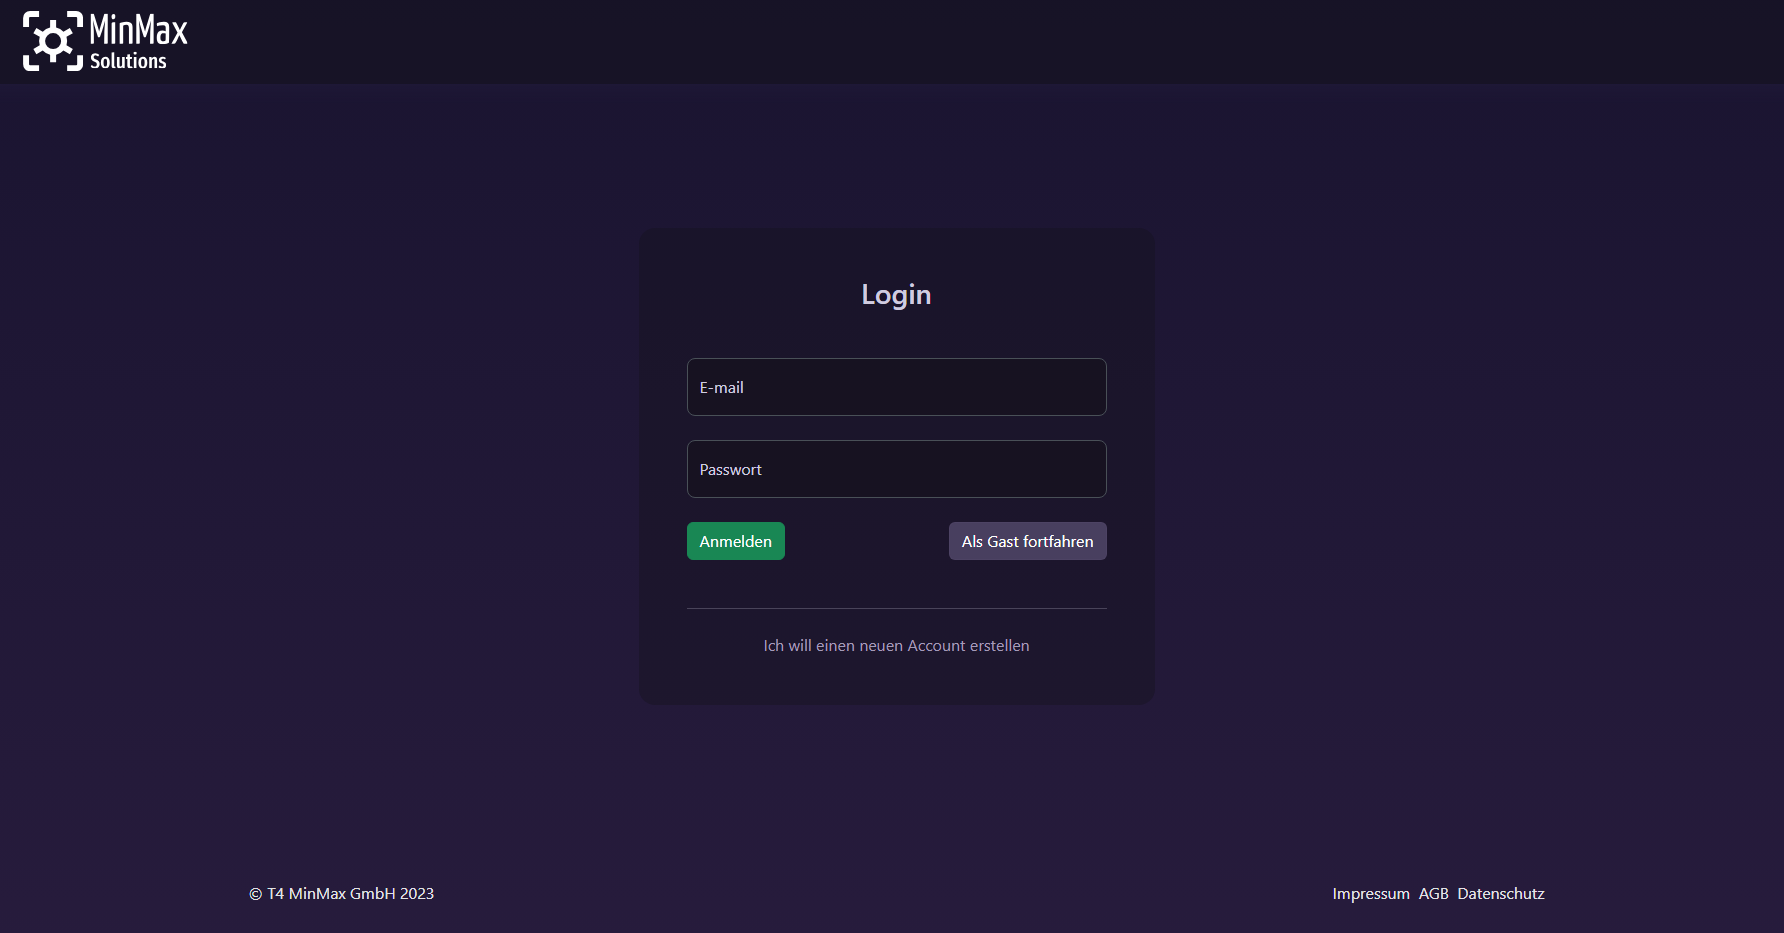 MinMax
Solutions
Login
E-mail
Passwort
Anmelden
Als Gast fortfahren
Ich will einen neuen Account erstellen
© T4 MinMax GmbH 2023
Impressum AGB Datenschutz